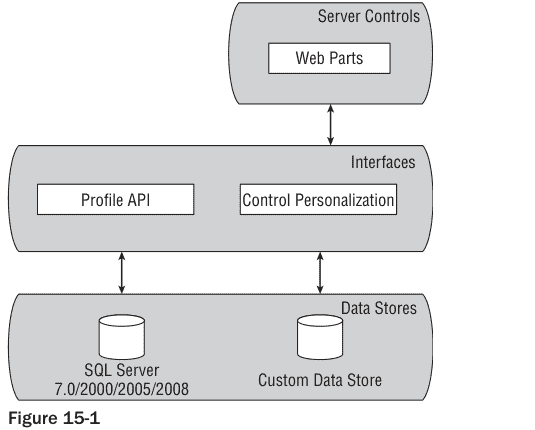 Server Controls
Web Parts
Interfaces
Profile API
Control Personalization
Data Stores
SQL Server
7.0/2000/2005/2008
Custom Data Store
Figure 15-1